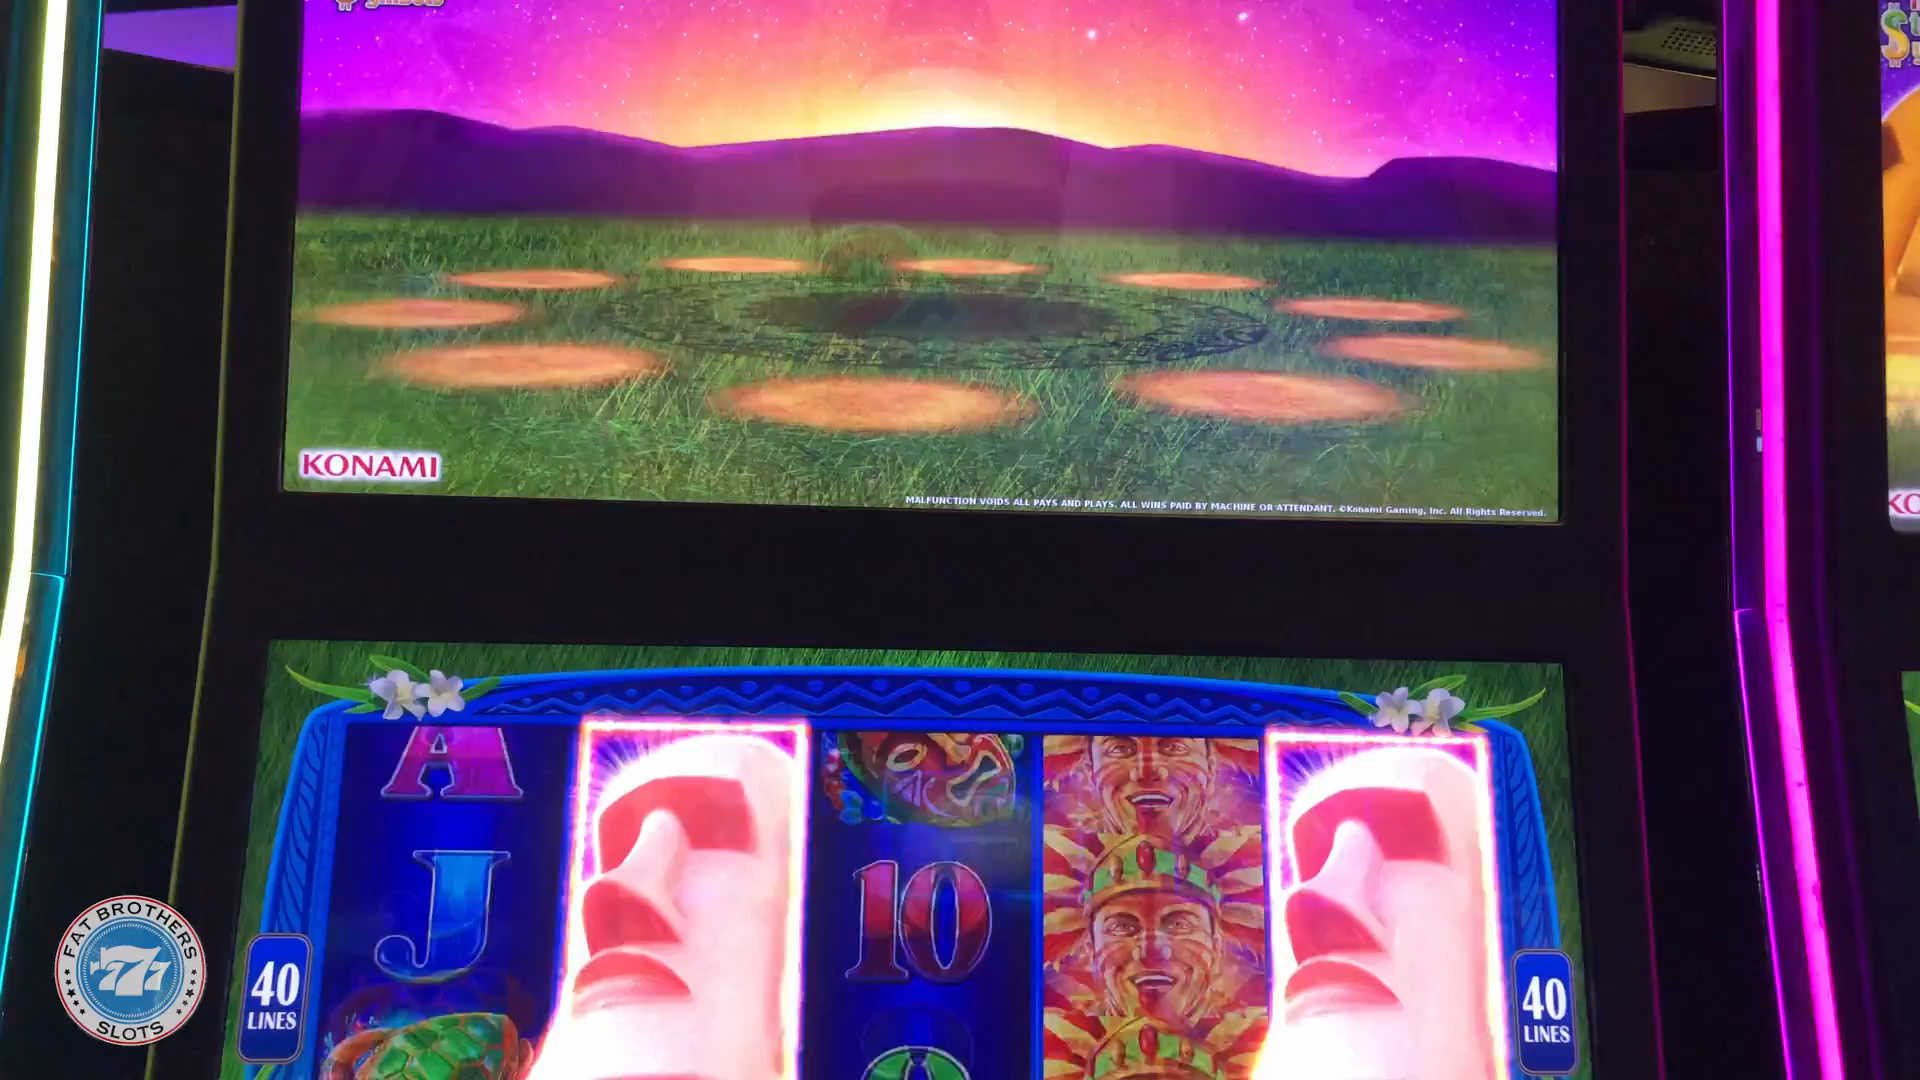 KONAMI
MALFUNCTION VOIDS ALL PAYS AND PLAYS. ALL WINS PAID BY MACHINE OR ATTENDANT. ©Konami Gaming, Inc. All Rights Reserved.
KO
A
J
10
40
LINES
40
LINES
FAT BROTHERS
777
SLOTS